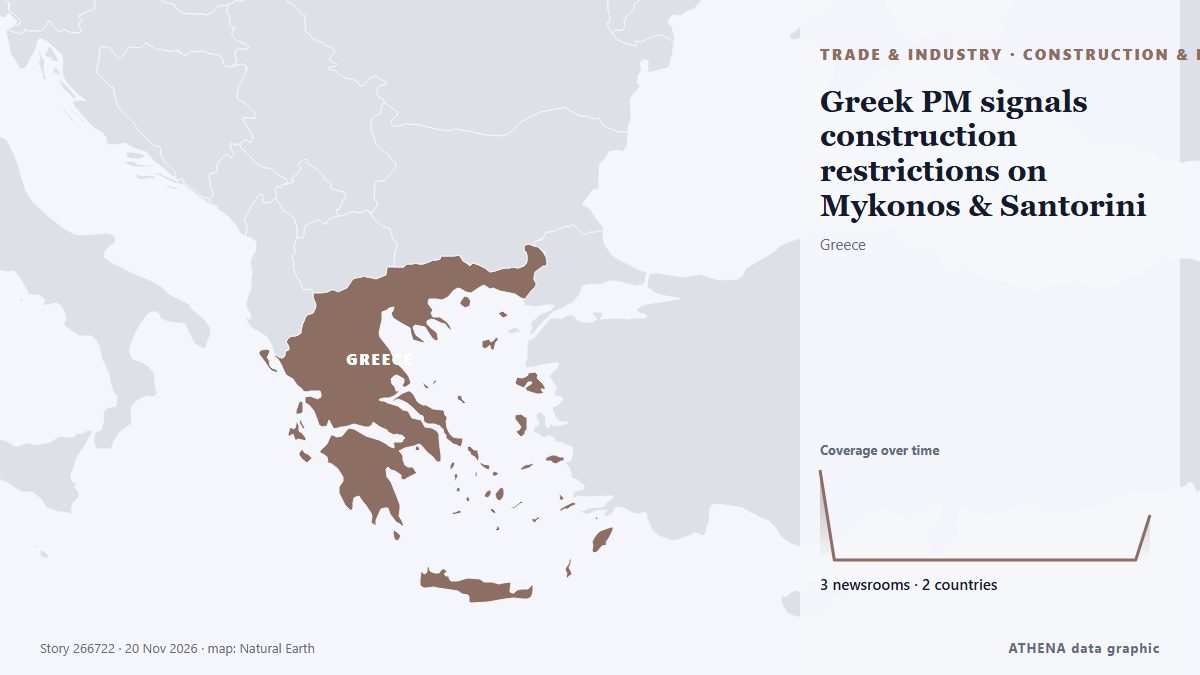 TRADE & INDUSTRY · CONSTRUCTION &
Greek PM signals
construction
restrictions on
Mykonos & Santorini
Greece
GREECE
Coverage over time
3 newsrooms · 2 countries
Story 266722 · 20 Nov 2026 · map: Natural Earth
ATHENA data graphic